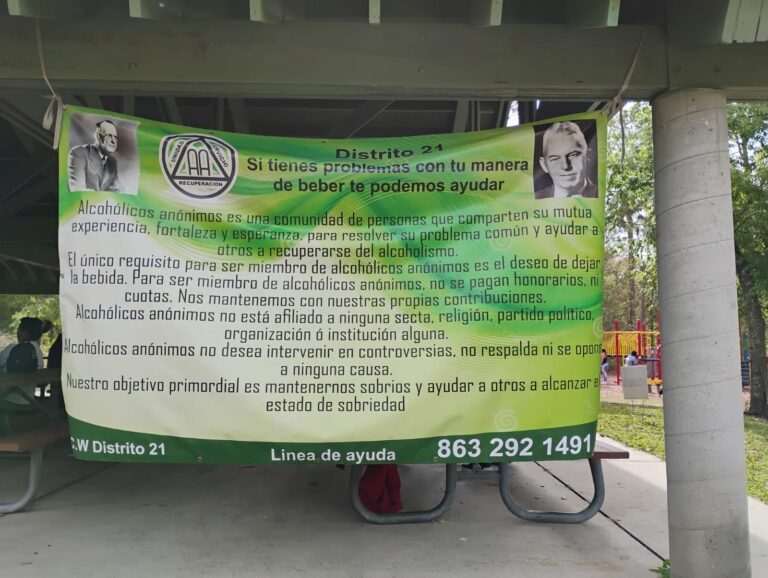 Distrito 21
Si tienes problemas con tu manera
de beber te podemos ayudar
UNIDAD SERVICIO
AA
RECUPERACIÓN
Alcohólicos anónimos es una comunidad de personas que comparten su mutua
experiencia, fortaleza y esperanza, para resolver su problema común y ayudar a
otros a recuperarse del alcoholismo.
El único requisito para ser miembro de alcohólicos anónimos es el deseo de dejar
la bebida. Para ser miembro de alcohólicos anónimos, no se pagan honorarios, ni
cuotas. Nos mantenemos con nuestras propias contribuciones.
Alcohólicos anónimos no está afiliado a ninguna secta, religión, partido político,
organización ó institución alguna.
Alcohólicos anónimos no desea intervenir en controversias, no respalda ni se opone
a ninguna causa.
Nuestro objetivo primordial es mantenernos sobrios y ayudar a otros a alcanzar e
estado de sobriedad
C.W Distrito 21
Linea de ayuda
863 292 1491